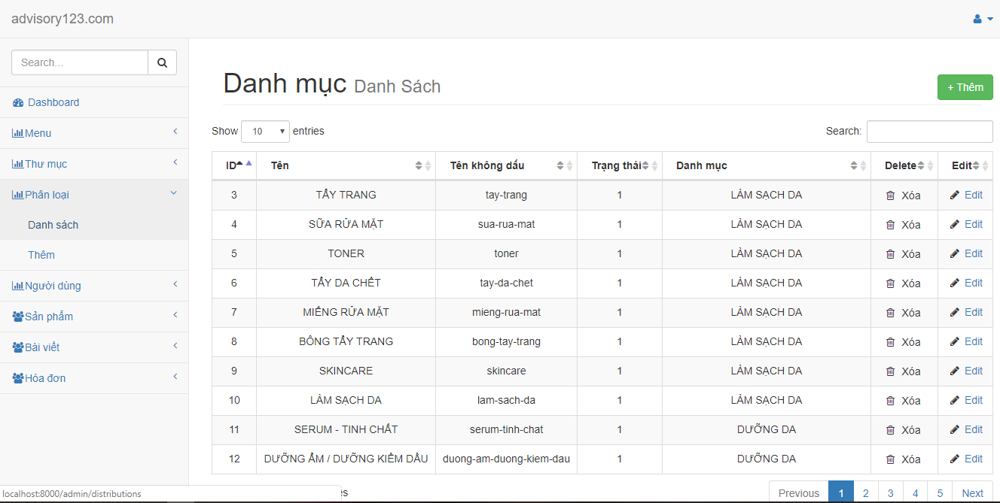 advisory123.com
Search...
Dashboard
Menu
Thư mục
Phân loại
Danh sách
Thêm
Người dùng
Sản phẩm
Bài viết
Hóa đơn
Danh mục Danh Sách
+ Thêm
Show 10 entries
Search:
ID Tên Tên không dấu Trạng thái Danh mục Delete Edit
3 TẨY TRANG tay-trang 1 LÀM SẠCH DA Xóa Edit
4 SỮA RỬA MẶT sua-rua-mat 1 LÀM SẠCH DA Xóa Edit
5 TONER toner 1 LÀM SẠCH DA Xóa Edit
6 TẨY DA CHẾT tay-da-chet 1 LÀM SẠCH DA Xóa Edit
7 MIẾNG RỬA MẶT mieng-rua-mat 1 LÀM SẠCH DA Xóa Edit
8 BÔNG TẨY TRANG bong-tay-trang 1 LÀM SẠCH DA Xóa Edit
9 SKINCARE skincare 1 LÀM SẠCH DA Xóa Edit
10 LÀM SẠCH DA lam-sach-da 1 LÀM SẠCH DA Xóa Edit
11 SERUM - TINH CHẤT serum-tinh-chat 1 DƯỠNG DA Xóa Edit
12 DƯỠNG ẨM / DƯỠNG KIỀM DẦU duong-am-duong-kiem-dau 1 DƯỠNG DA Xóa Edit
Previous 1 2 3 4 5 Next
localhost:8000/admin/distributions